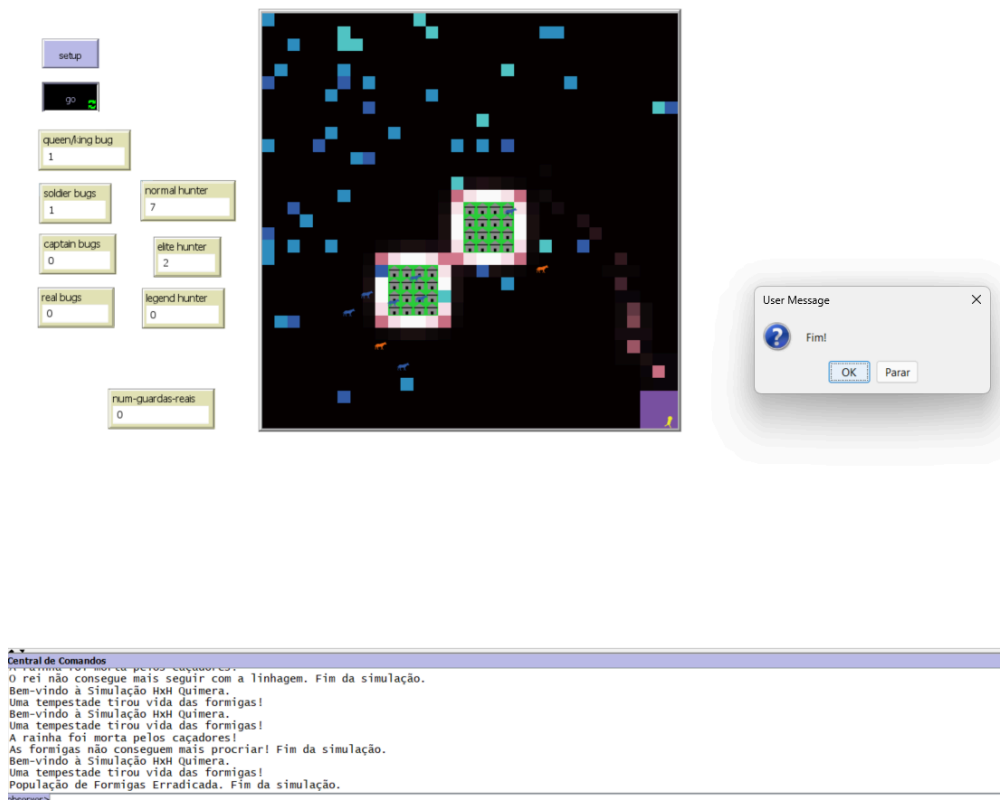 setup
go
queen/king bug
1
soldier bugs
1
normal hunter
7
captain bugs
0
elite hunter
2
real bugs
0
legend hunter
0
num-guardas-reais
0
User Message
Fim!
OK
Parar
Central de Comandos
A rainha foi morta pelos caçadores!
O rei não consegue mais seguir com a linhagem. Fim da simulação.
Bem-vindo à Simulação HxH Quimera.
Uma tempestade tirou vida das formigas!
Bem-vindo à Simulação HxH Quimera.
Uma tempestade tirou vida das formigas!
A rainha foi morta pelos caçadores!
As formigas não conseguem mais procriar! Fim da simulação.
Bem-vindo à Simulação HxH Quimera.
Uma tempestade tirou vida das formigas!
População de Formigas Erradicada. Fim da simulação.